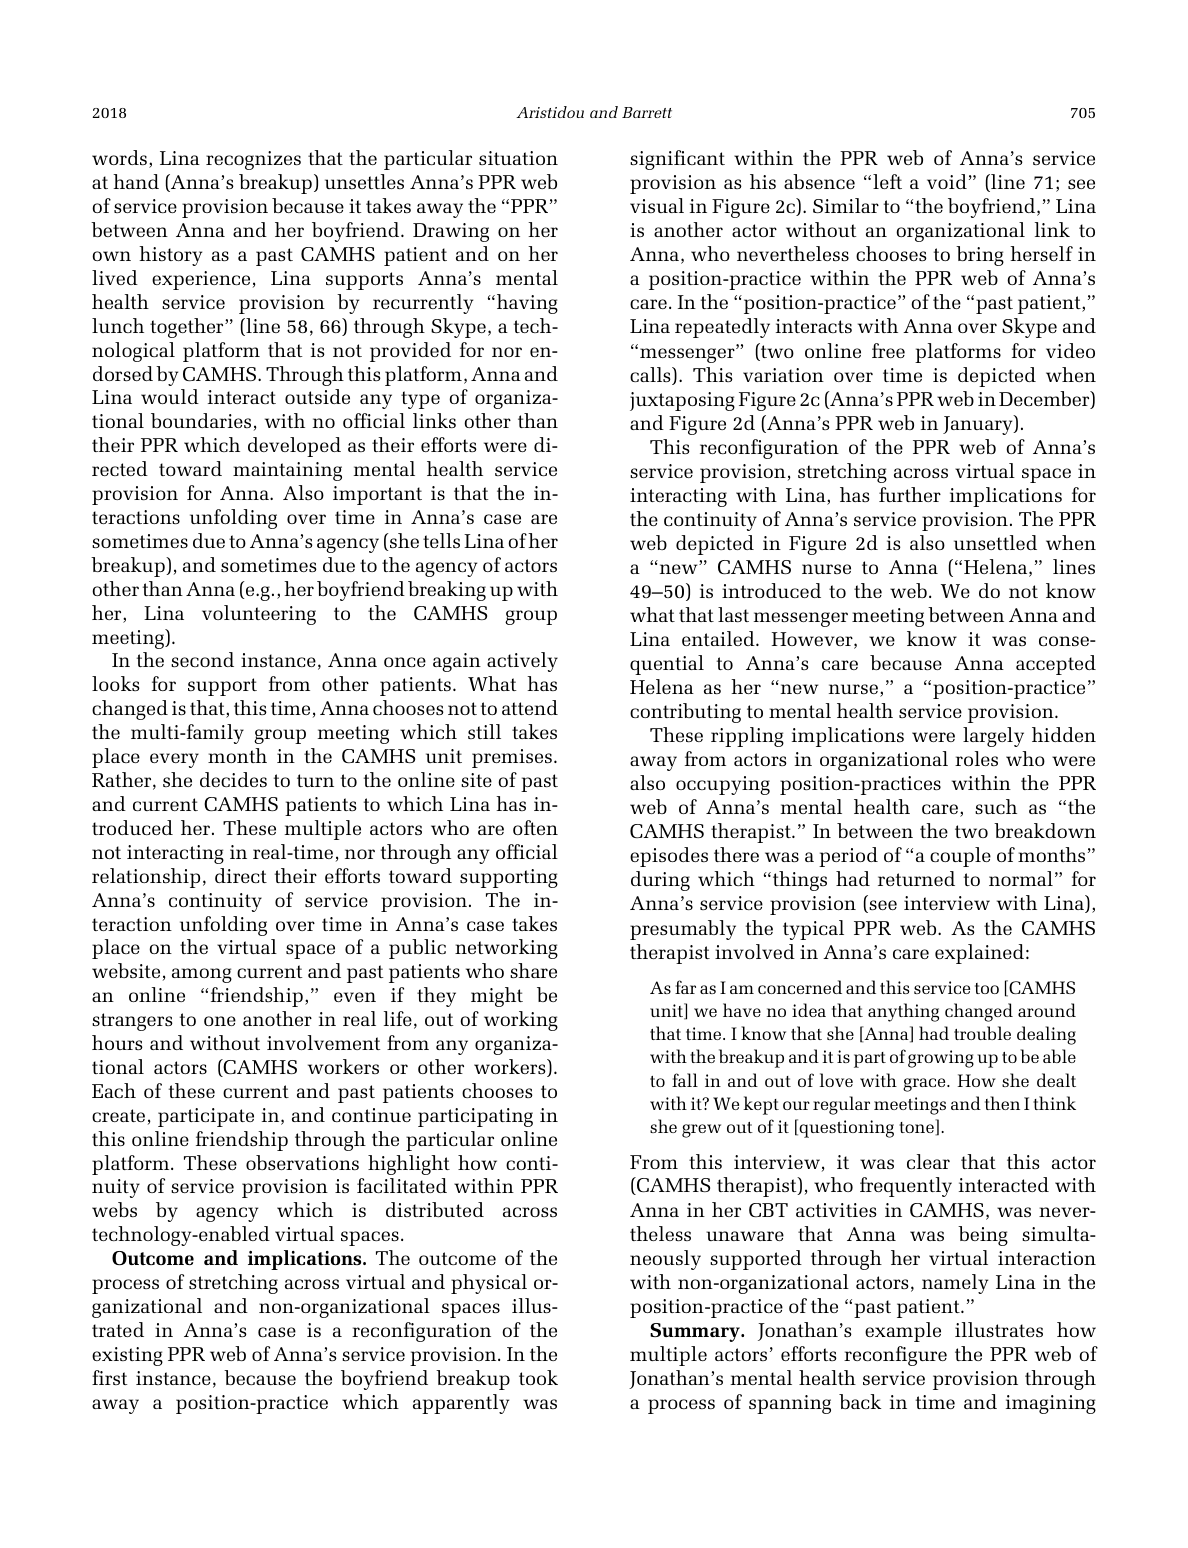 2018
Aristidou and Barrett
705
words, Lina recognizes that the particular situation
at hand (Anna’s breakup) unsettles Anna’s PPR web
of service provision because it takes away the “PPR”
between Anna and her boyfriend. Drawing on her
own history as a past CAMHS patient and on her
lived experience, Lina supports Anna’s mental
health service provision by recurrently “having
lunch together” (line 58, 66) through Skype, a tech-
nological platform that is not provided for nor en-
dorsed by CAMHS. Through this platform, Anna and
Lina would interact outside any type of organiza-
tional boundaries, with no official links other than
their PPR which developed as their efforts were di-
rected toward maintaining mental health service
provision for Anna. Also important is that the in-
teractions unfolding over time in Anna’s case are
sometimes due to Anna’s agency (she tells Lina of her
breakup), and sometimes due to the agency of actors
other than Anna (e.g., her boyfriend breaking up with
her, Lina volunteering to the CAMHS group
meeting).
In the second instance, Anna once again actively
looks for support from other patients. What has
changed is that, this time, Anna chooses not to attend
the multi-family group meeting which still takes
place every month in the CAMHS unit premises.
Rather, she decides to turn to the online site of past
and current CAMHS patients to which Lina has in-
troduced her. These multiple actors who are often
not interacting in real-time, nor through any official
relationship, direct their efforts toward supporting
Anna’s continuity of service provision. The in-
teraction unfolding over time in Anna’s case takes
place on the virtual space of a public networking
website, among current and past patients who share
an online “friendship,” even if they might be
strangers to one another in real life, out of working
hours and without involvement from any organiza-
tional actors (CAMHS workers or other workers).
Each of these current and past patients chooses to
create, participate in, and continue participating in
this online friendship through the particular online
platform. These observations highlight how conti-
nuity of service provision is facilitated within PPR
webs by agency which is distributed across
technology-enabled virtual spaces.
Outcome and implications. The outcome of the
process of stretching across virtual and physical or-
ganizational and non-organizational spaces illus-
trated in Anna’s case is a reconfiguration of the
existing PPR web of Anna’s service provision. In the
first instance, because the boyfriend breakup took
away a position-practice which apparently was
significant within the PPR web of Anna’s service
provision as his absence “left a void” (line 71; see
visual in Figure 2c). Similar to “the boyfriend,” Lina
is another actor without an organizational link to
Anna, who nevertheless chooses to bring herself in
a position-practice within the PPR web of Anna’s
care. In the “position-practice” of the “past patient,”
Lina repeatedly interacts with Anna over Skype and
“messenger” (two online free platforms for video
calls). This variation over time is depicted when
juxtaposing Figure 2c (Anna’s PPR web in December)
and Figure 2d (Anna’s PPR web in January).
This reconfiguration of the PPR web of Anna’s
service provision, stretching across virtual space in
interacting with Lina, has further implications for
the continuity of Anna’s service provision. The PPR
web depicted in Figure 2d is also unsettled when
a “new” CAMHS nurse to Anna (“Helena,” lines
49–50) is introduced to the web. We do not know
what that last messenger meeting between Anna and
Lina entailed. However, we know it was conse-
quential to Anna’s care because Anna accepted
Helena as her “new nurse,” a “position-practice”
contributing to mental health service provision.
These rippling implications were largely hidden
away from actors in organizational roles who were
also occupying position-practices within the PPR
web of Anna’s mental health care, such as “the
CAMHS therapist.” In between the two breakdown
episodes there was a period of “a couple of months”
during which “things had returned to normal” for
Anna’s service provision (see interview with Lina),
presumably the typical PPR web. As the CAMHS
therapist involved in Anna’s care explained:
As far as I am concerned and this service too [CAMHS
unit] we have no idea that anything changed around
that time. I know that she [Anna] had trouble dealing
with the breakup and it is part of growing up to be able
to fall in and out of love with grace. How she dealt
with it? We kept our regular meetings and then I think
she grew out of it [questioning tone].
From this interview, it was clear that this actor
(CAMHS therapist), who frequently interacted with
Anna in her CBT activities in CAMHS, was never-
theless unaware that Anna was being simulta-
neously supported through her virtual interaction
with non-organizational actors, namely Lina in the
position-practice of the “past patient.”
Summary. Jonathan’s example illustrates how
multiple actors’ efforts reconfigure the PPR web of
Jonathan’s mental health service provision through
a process of spanning back in time and imagining